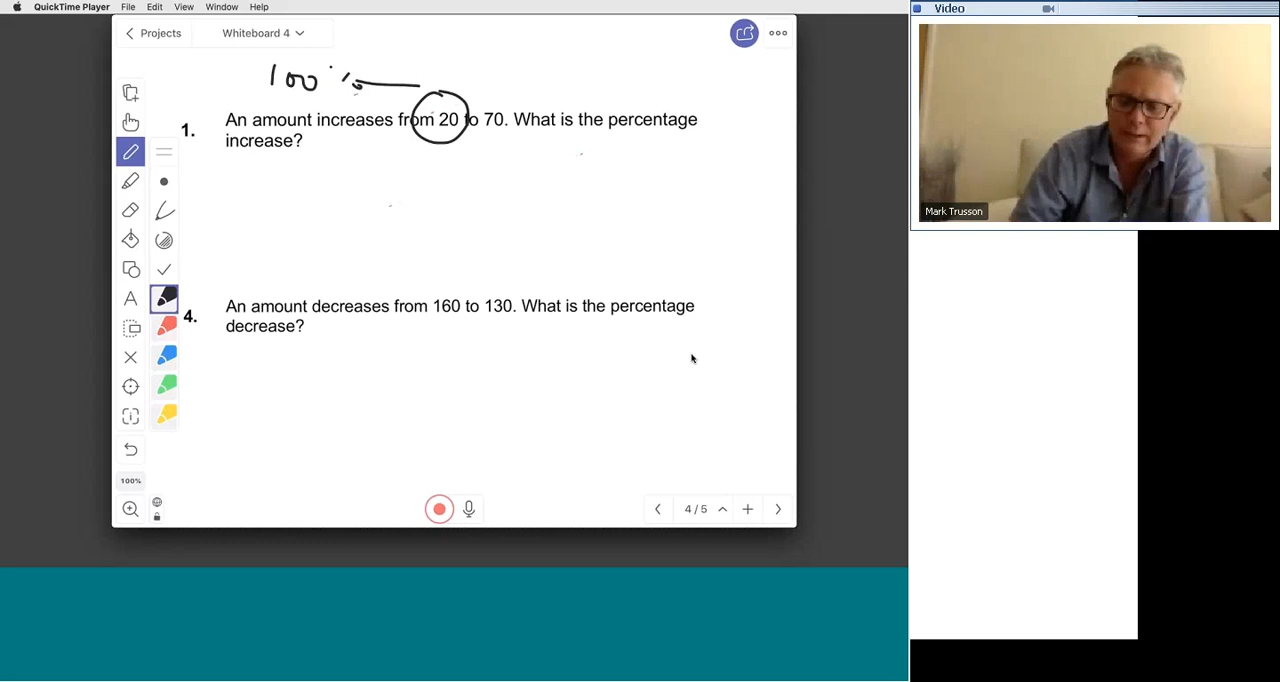 QuickTime Player File Edit View Window Help
Video
Projects
Whiteboard 4
100%
1.
An amount increases from 20 to 70. What is the percentage
increase?
Mark Trusson
4.
An amount decreases from 160 to 130. What is the percentage
decrease?
A
100%
4 / 5